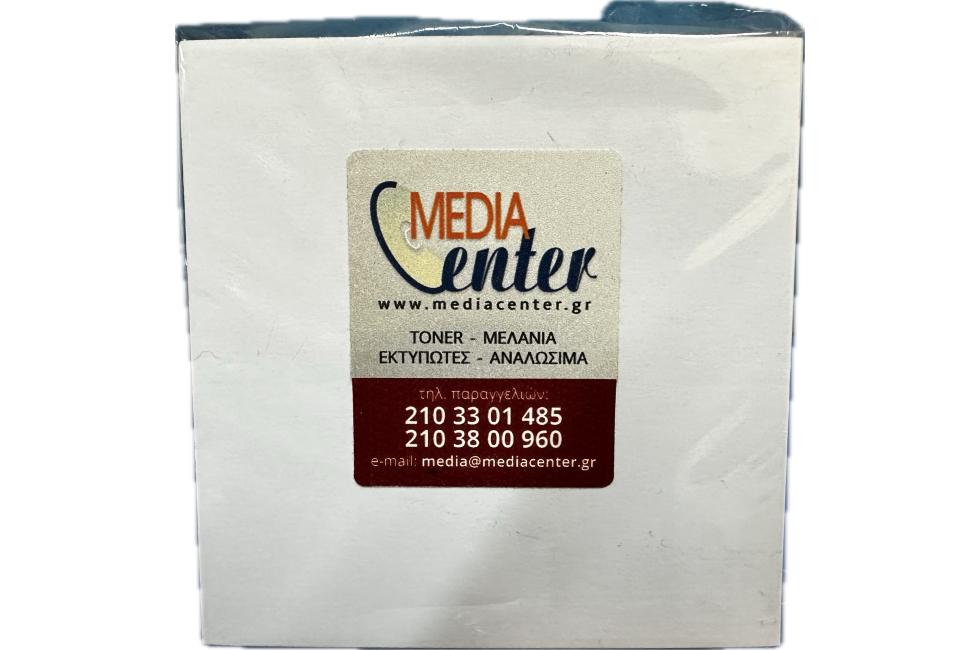 MEDIA
Center
www.mediacenter.gr
TONER - ΜΕΛΑΝΙΑ
ΕΚΤΥΠΩΤΕΣ - ΑΝΑΛΩΣΙΜΑ
τηλ. παραγγελιών:
210 33 01 485
210 38 00 960
e-mail: media@mediacenter.gr